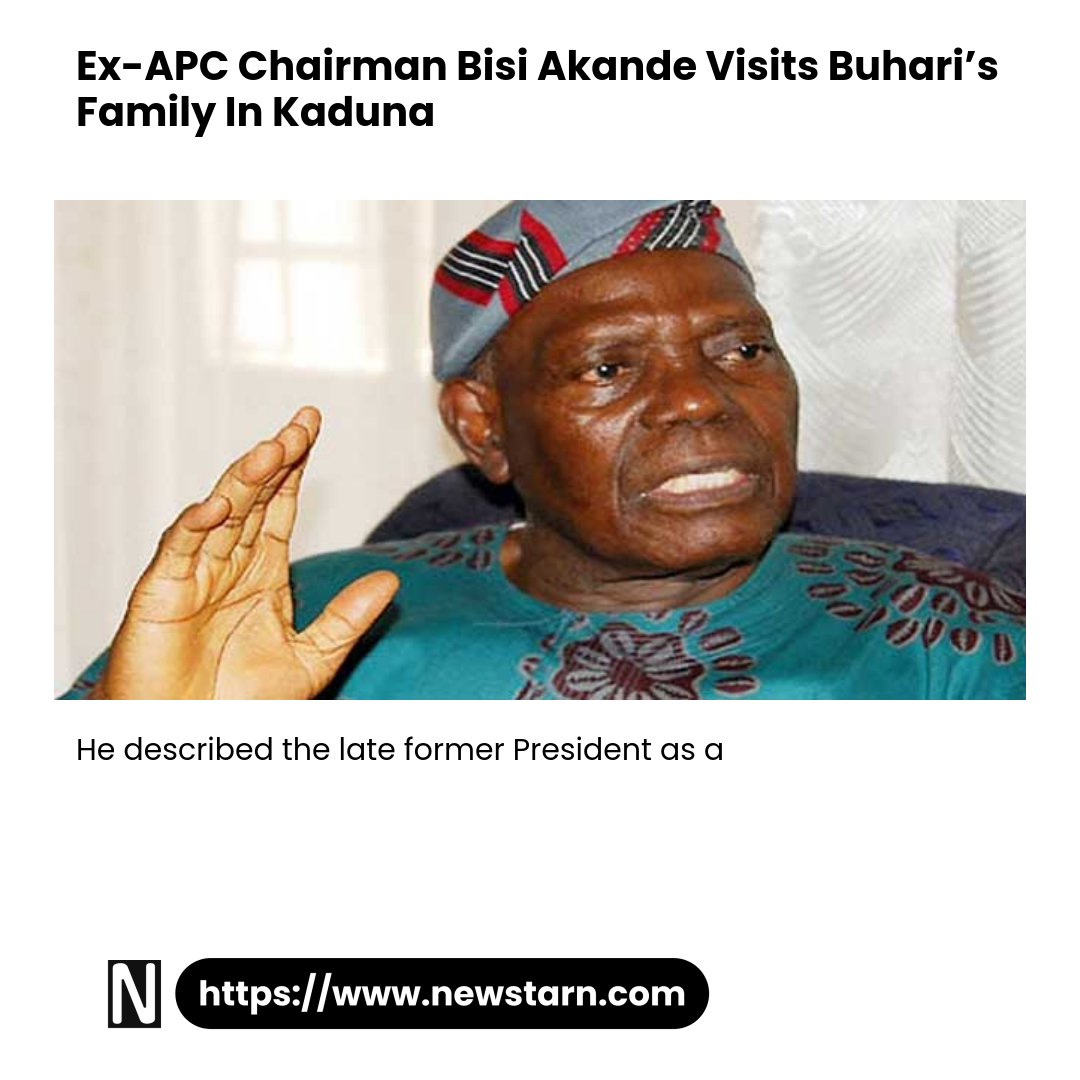 Ex-APC Chairman Bisi Akande Visits Buhari’s
Family In Kaduna
He described the late former President as a
N https://www.newstarn.com